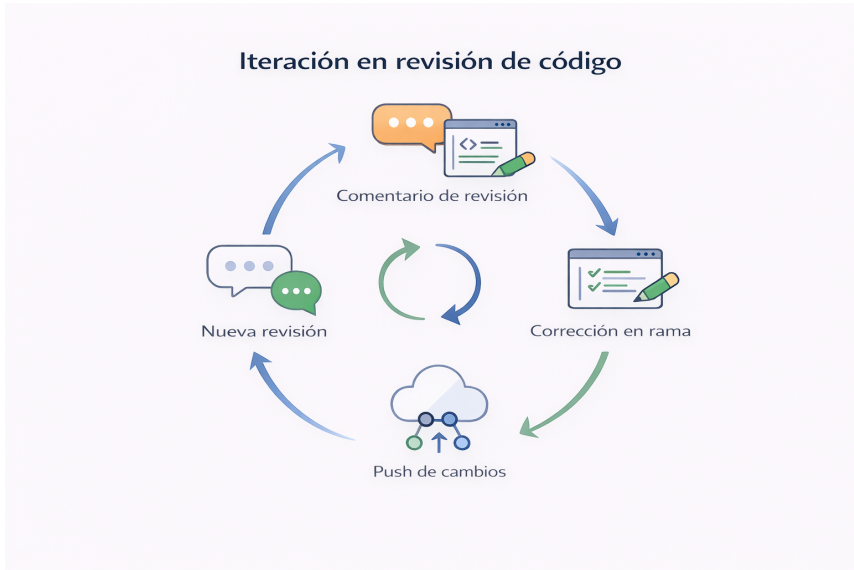 Iteración en revisión de código
Comentario de revisión
Nueva revisión
Corrección en rama
Push de cambios